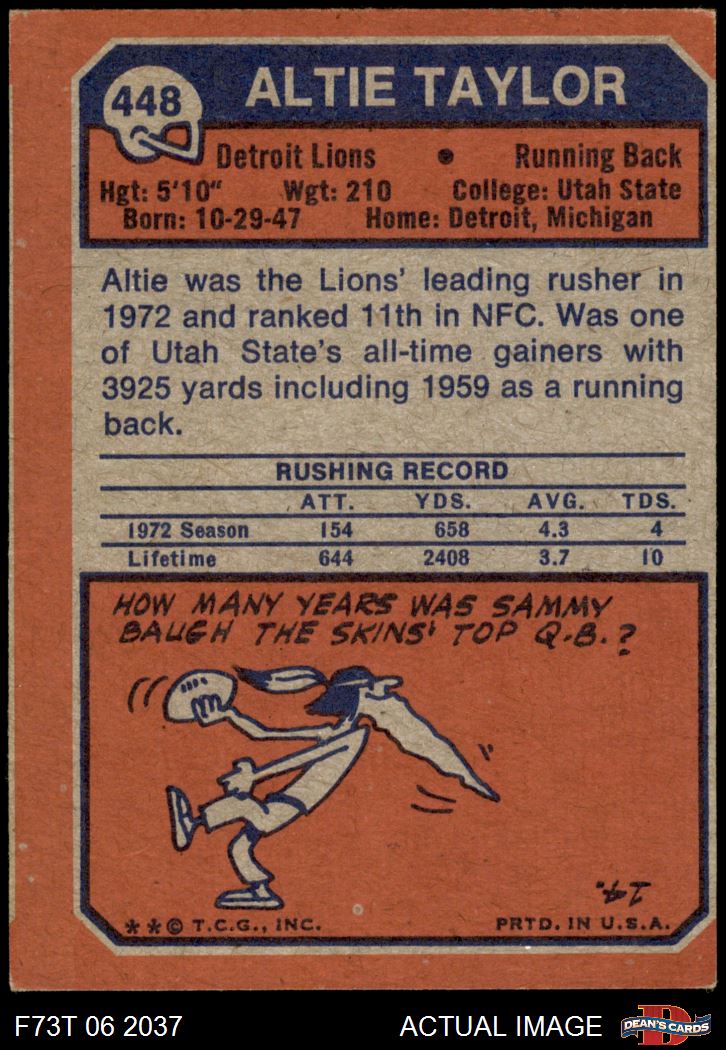 448
ALTIE TAYLOR
Detroit Lions • Running Back
Hgt: 5'10" Wgt: 210 College: Utah State
Born: 10-29-47 Home: Detroit, Michigan
Altie was the Lions' leading rusher in
1972 and ranked 11th in NFC. Was one
of Utah State's all-time gainers with
3925 yards including 1959 as a running
back.
RUSHING RECORD
ATT. YDS. AVG. TDS.
1972 Season 154 658 4.3 4
Lifetime 644 2408 3.7 10
HOW MANY YEARS WAS SAMMY
BAUGH THE SKINS' TOP Q.B.?
14.
**© T.C.G., INC. PRTD. IN U.S.A.
F73T 06 2037 ACTUAL IMAGE D DEAN'S CARDS